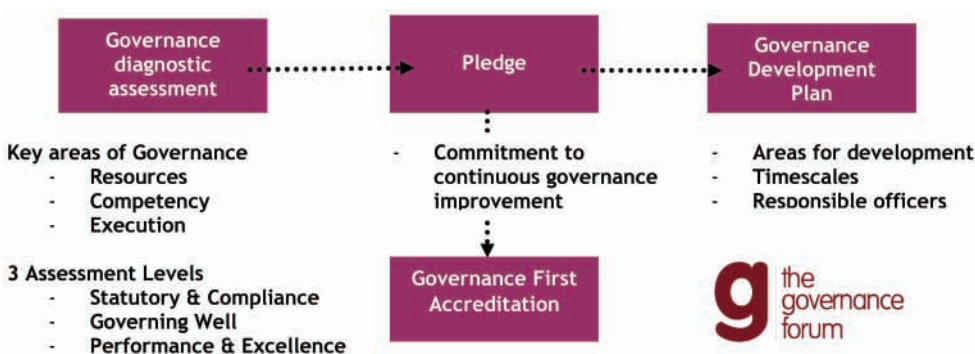 Governance
diagnostic
assessment
Pledge
Governance
Development
Plan
Key areas of Governance
- Resources
- Competency
- Execution
3 Assessment Levels
- Statutory & Compliance
- Governing Well
- Performance & Excellence
- Commitment to
continuous governance
improvement
Governance First
Accreditation
- Areas for development
- Timescales
- Responsible officers
g the
governance
forum